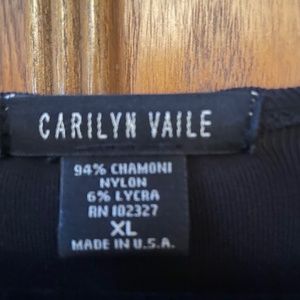 CARILYN VAILE
94% CHAMONI
NYLON
6% LYCRA
RN 102327
XL
MADE IN U.S.A.